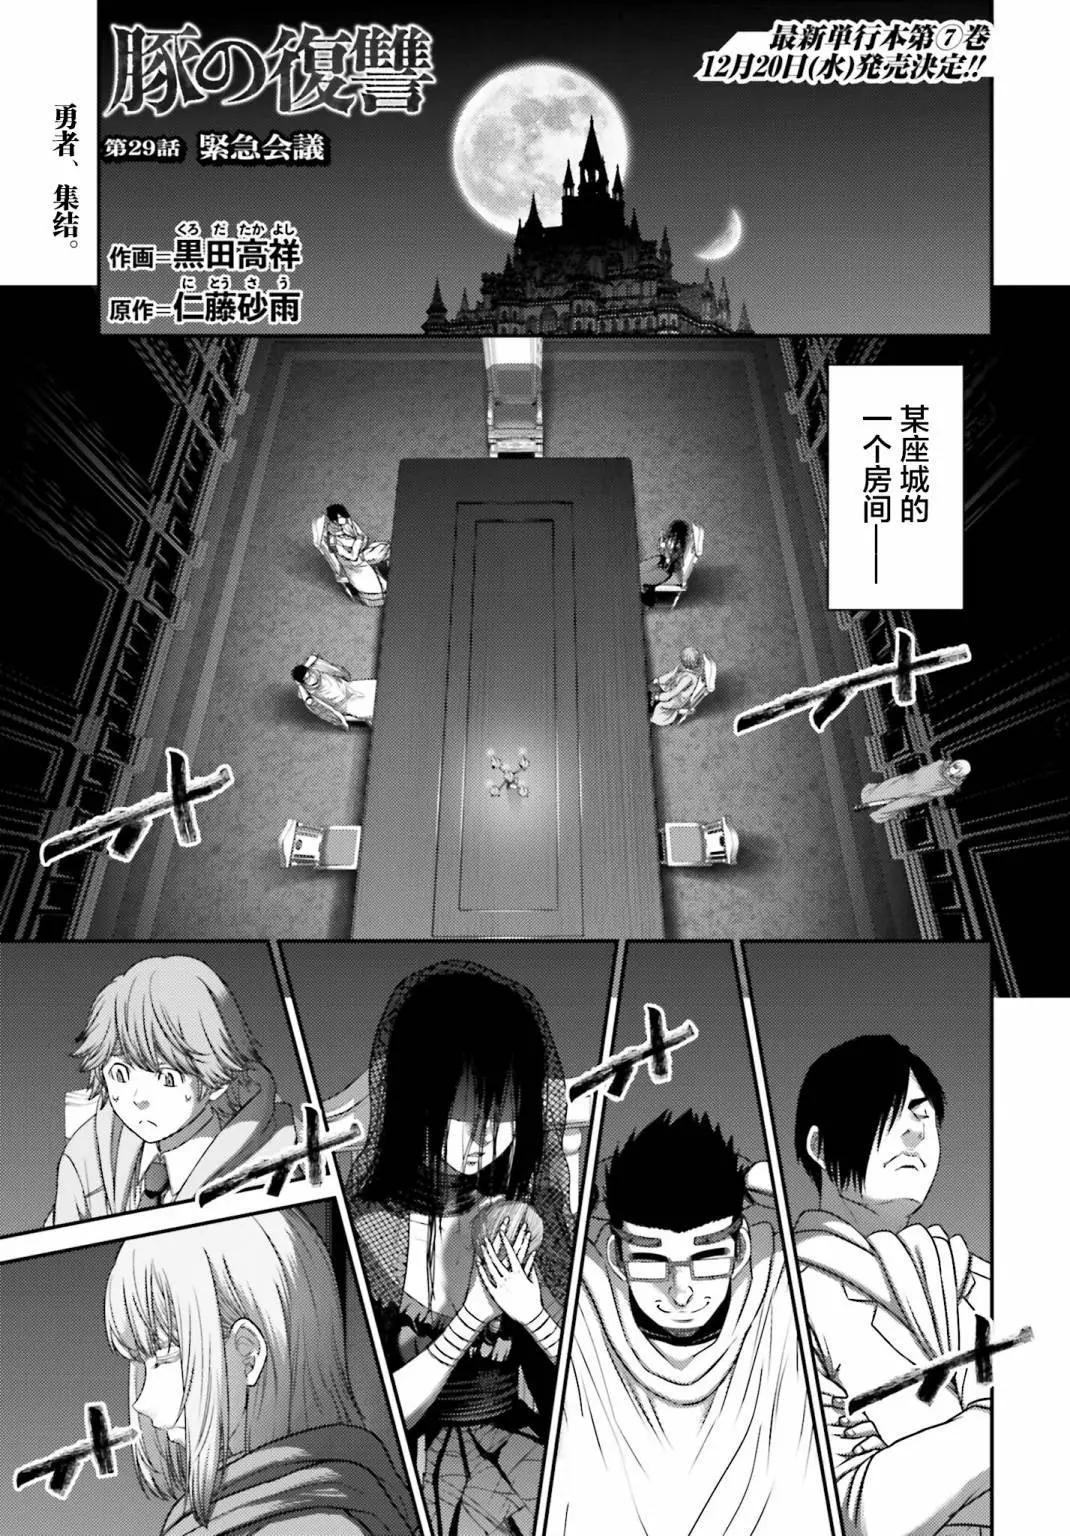 最新単行本第⑦巻
12月20日(水)発売決定!!
豚の復讐
第29話 緊急会議
勇者、集结。
くろ だ たか よし
作画=黒田高祥
に とう さ う
原作=仁藤砂雨
某座城的
一个房间——